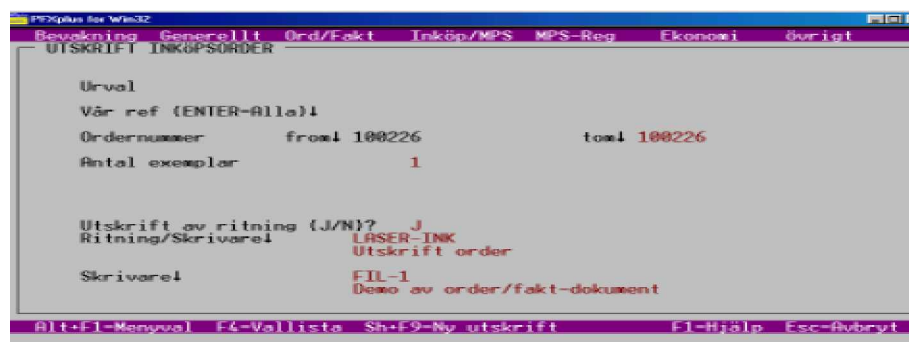 PFXplus for Win32
Bevakning Generellt Ord/Fakt Inköp/MPS MPS-Reg Ekonomi övrigt
UTSKRIFT INKöPSORDER
Urval
Vår ref (ENTER=Alla)↓
Ordernummer from↓ 100226 tom↓ 100226
Antal exemplar 1
Utskrift av ritning (J/N)? J
Ritning/Skrivare↓ LASER-INK
Utskrift order
Skrivare↓ FIL-1
Demo av order/fakt-dokument
Alt+F1=Menyval F4=Vallista Sh+F9=Ny utskrift F1=Hjälp Esc=Avbryt